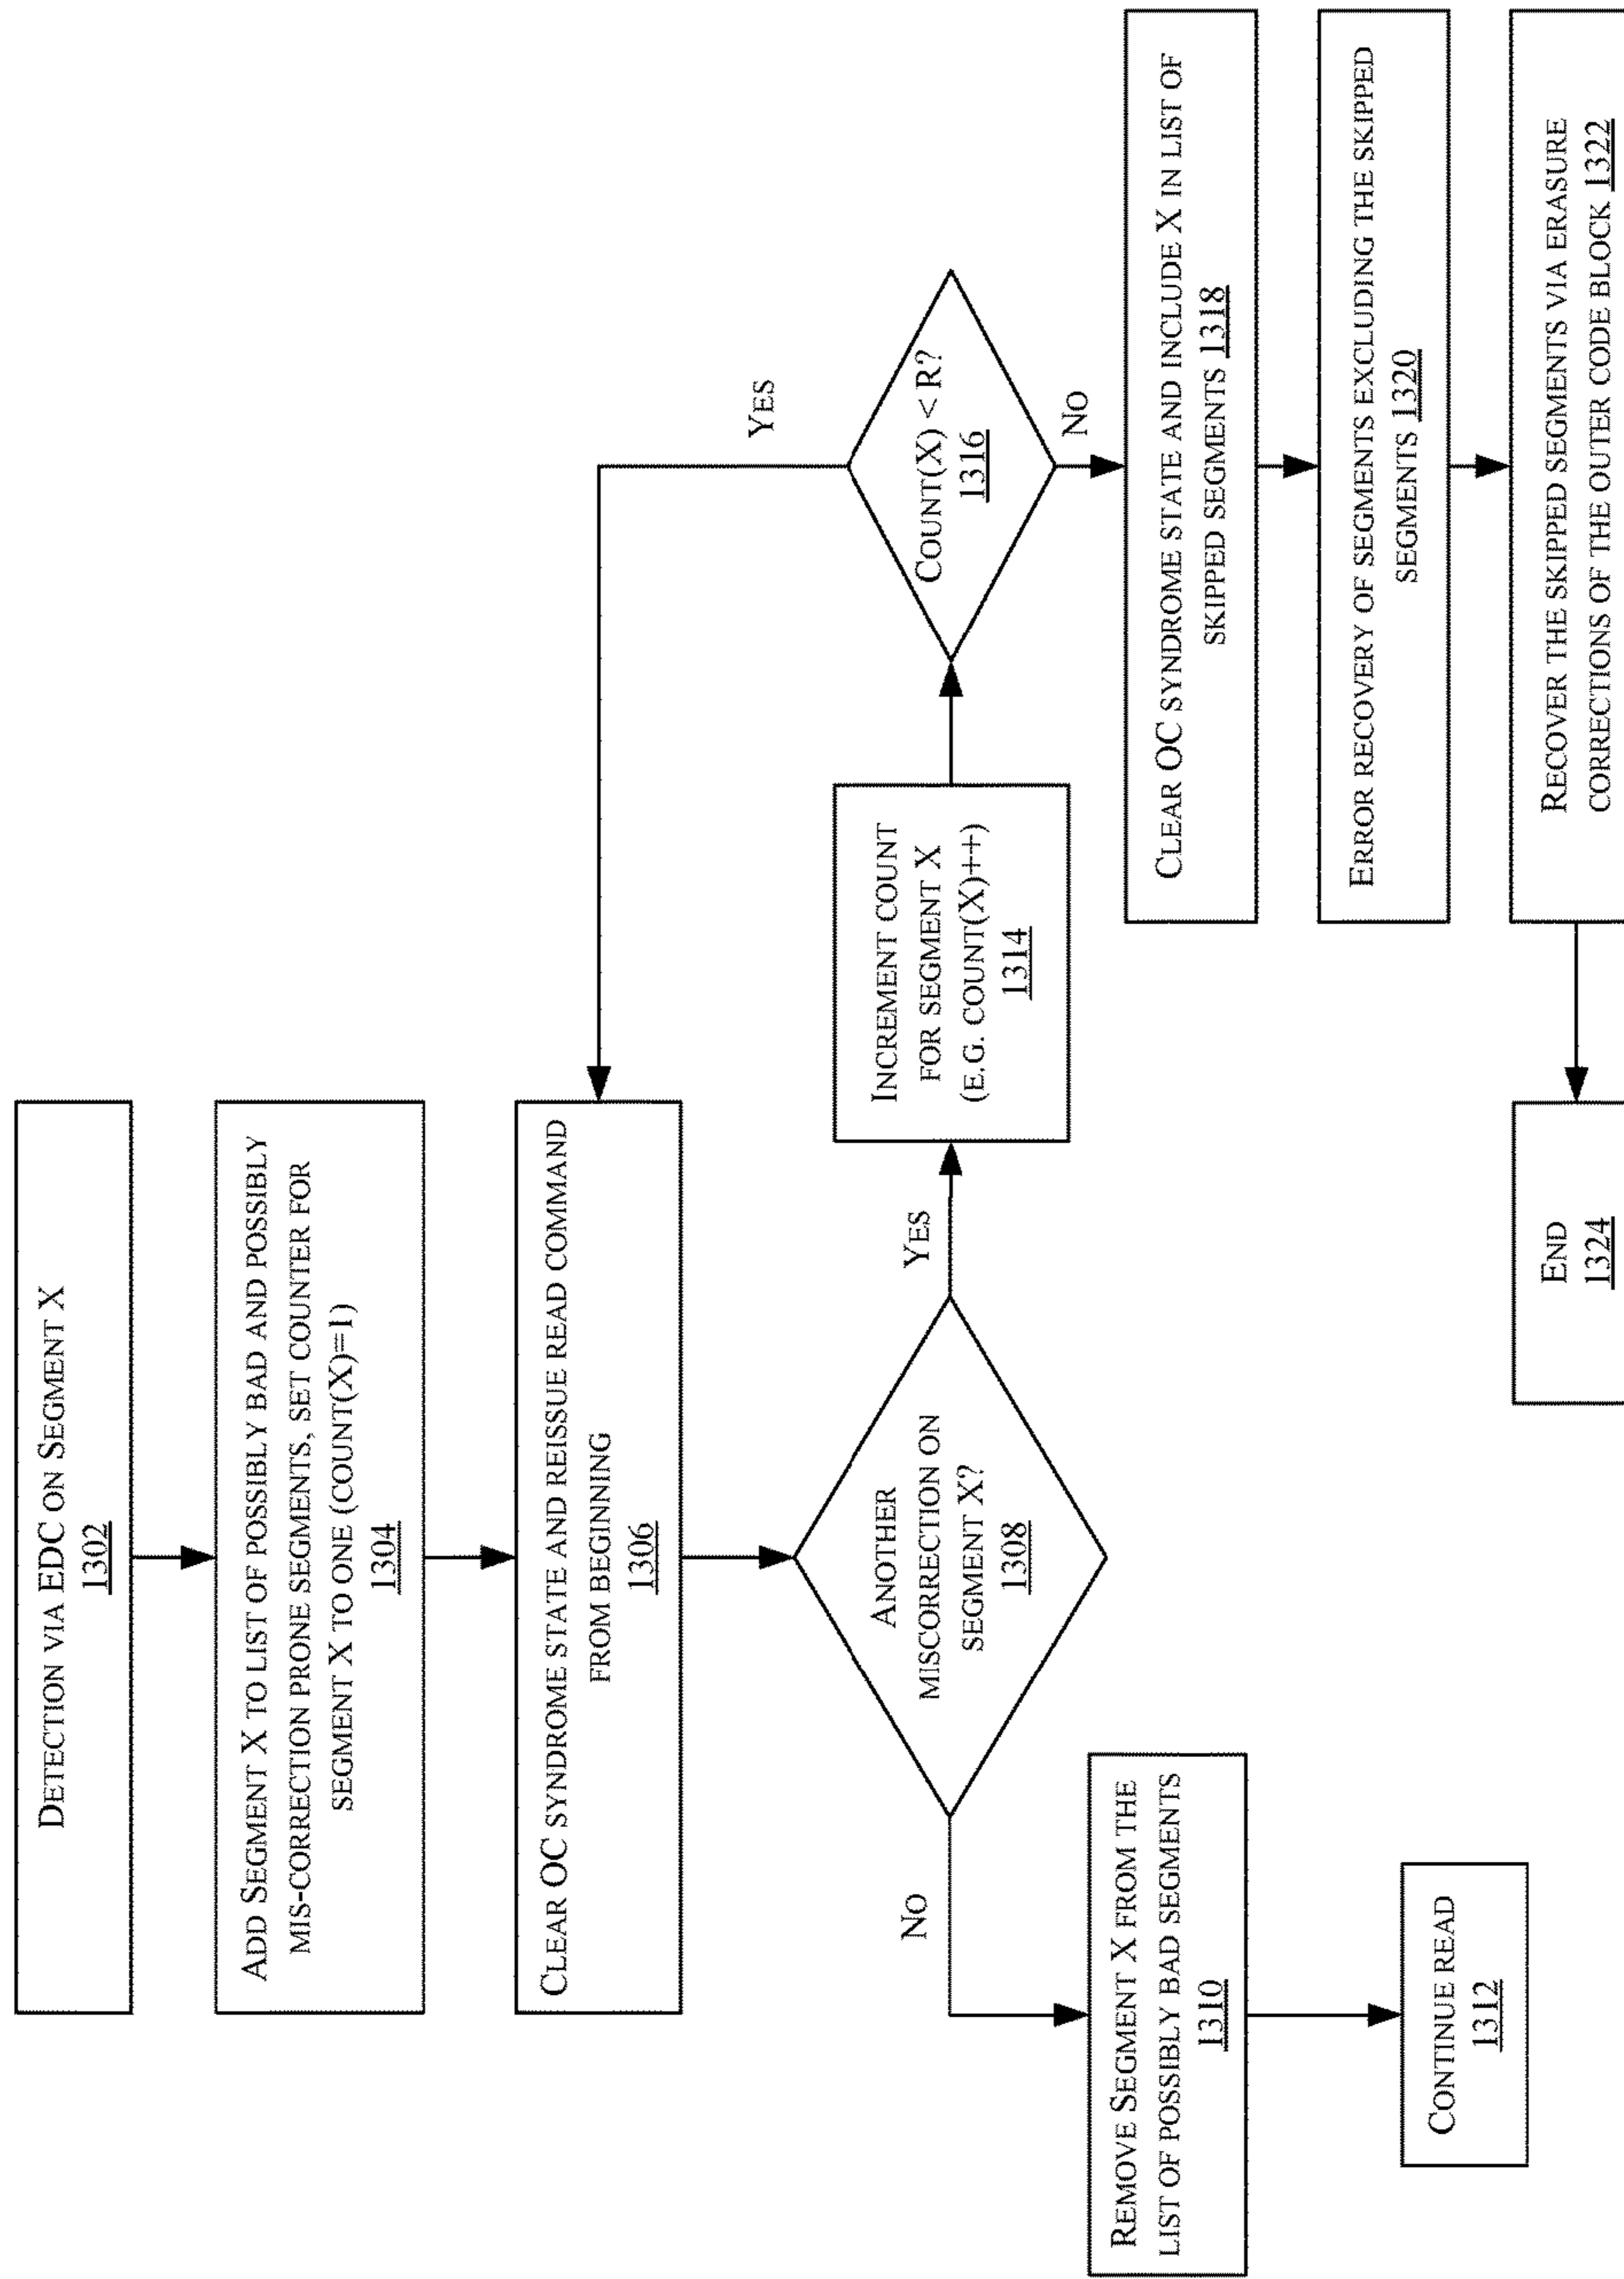 DETECTION VIA EDC ON SEGMENT X
1302
ADD SEGMENT X TO LIST OF POSSIBLY BAD AND POSSIBLY
MIS-CORRECTION PRONE SEGMENTS, SET COUNTER FOR
SEGMENT X TO ONE (COUNT(X)=1)
1304
CLEAR OC SYNDROME STATE AND REISSUE READ COMMAND
FROM BEGINNING
1306
ANOTHER
MISCORRECTION ON
SEGMENT X?
1308
NO
REMOVE SEGMENT X FROM THE
LIST OF POSSIBLY BAD SEGMENTS
1310
CONTINUE READ
1312
YES
INCREMENT COUNT
FOR SEGMENT X
(E.G. COUNT(X)++)
1314
COUNT(X) < R?
1316
YES
NO
CLEAR OC SYNDROME STATE AND INCLUDE X IN LIST OF
SKIPPED SEGMENTS 1318
ERROR RECOVERY OF SEGMENTS EXCLUDING THE SKIPPED
SEGMENTS 1320
RECOVER THE SKIPPED SEGMENTS VIA ERASURE
CORRECTIONS OF THE OUTER CODE BLOCK 1322
END
1324